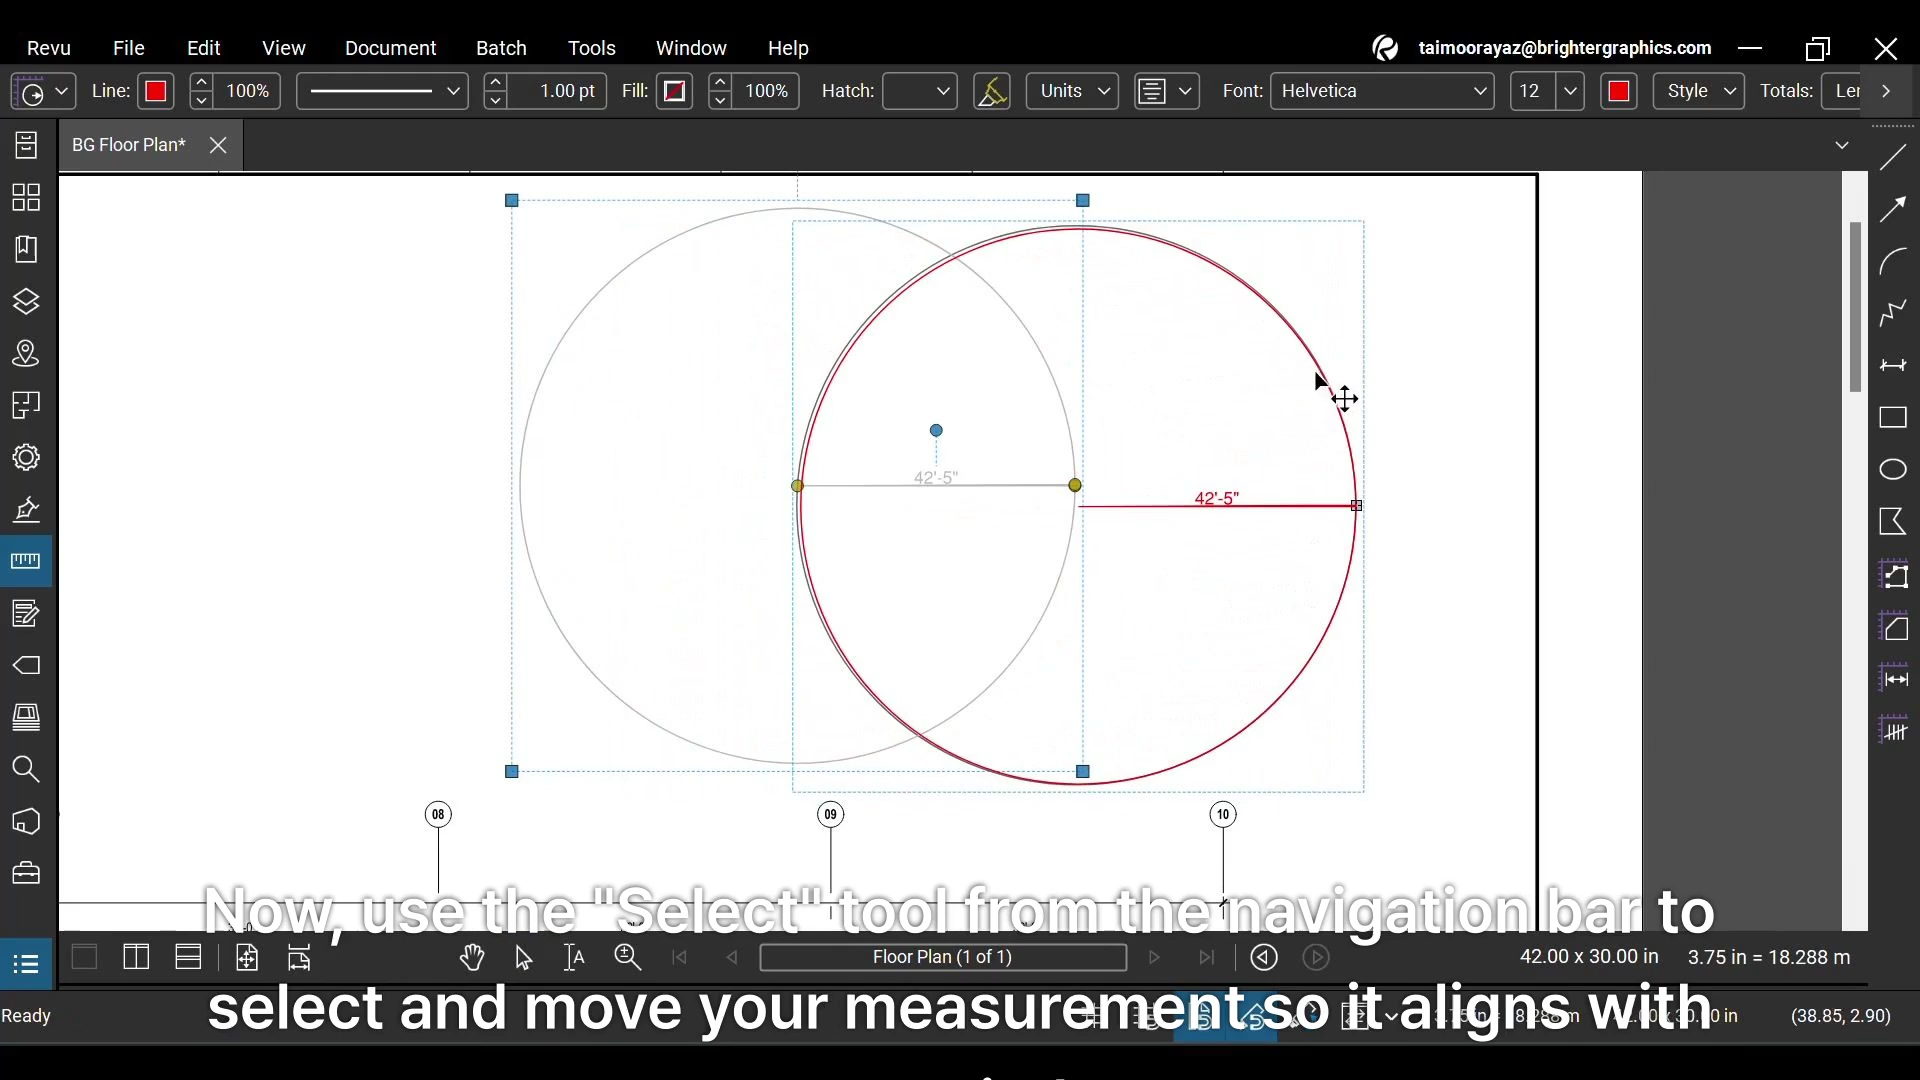 Revu File Edit View Document Batch Tools Window Help taimoorayaz@brightergraphics.com
Line: 100% 1.00 pt Fill: 100% Hatch: Units Font: Helvetica 12 Style Totals: Ler
BG Floor Plan*
42'-5"
42'-5"
08 09 10
Now, use the "Select" tool from the navigation bar to
Floor Plan (1 of 1) 42.00 x 30.00 in 3.75 in = 18.288 m
select and move your measurement so it aligns with
Ready (38.85, 2.90)